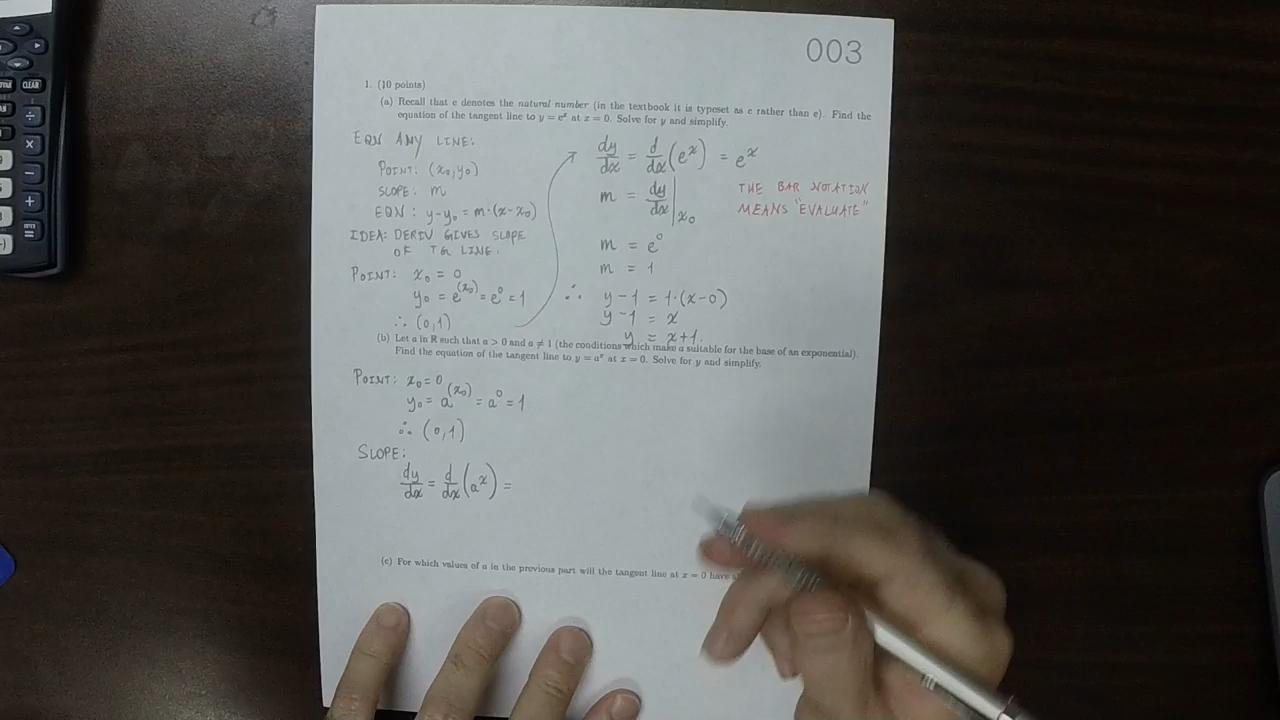 003
1. (10 points)
(a) Recall that e denotes the natural number (in the textbook it is typeset as e rather than e). Find the
equation of the tangent line to y = eˣ at x = 0. Solve for y and simplify.
EQN ANY LINE:
POINT: (x₀,y₀)
SLOPE: m
EQN: y-y₀ = m·(x-x₀)
IDEA: DERIV GIVES SLOPE
OF TG LINE.
POINT: x₀ = 0
y₀ = e^(x₀) = e⁰ = 1
∴ (0,1)
dy/dx = d/dx(eˣ) = eˣ
m = dy/dx|x₀
THE BAR NOTATION
MEANS "EVALUATE"
m = e⁰
m = 1
∴ y-1 = 1·(x-0)
y-1 = x
y = x+1.
(b) Let a in R such that a > 0 and a ≠ 1 (the conditions which make a suitable for the base of an exponential).
Find the equation of the tangent line to y = aˣ at x = 0. Solve for y and simplify.
POINT: x₀=0
y₀ = a^(x₀) = a⁰ = 1
∴ (0,1)
SLOPE:
dy/dx = d/dx(aˣ) =
(c) For which values of a in the previous part will the tangent line at x = 0 have
CLEAR
÷
×
−
+